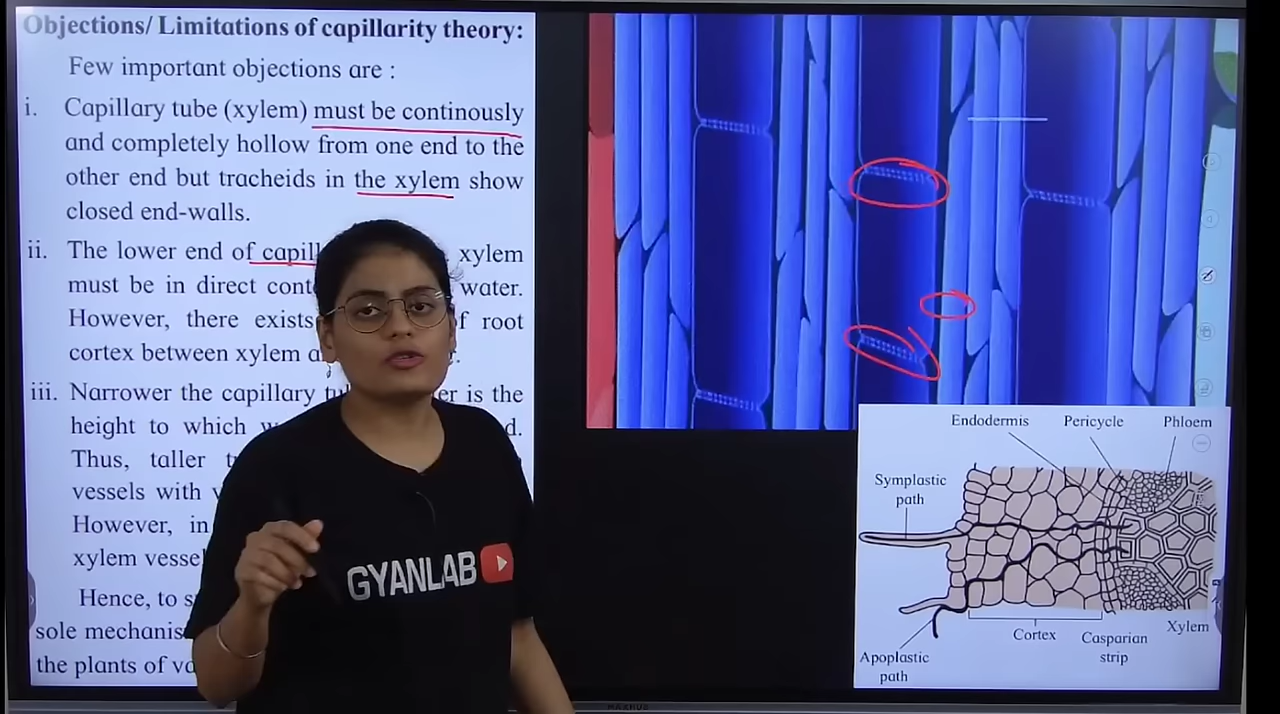 Objections/ Limitations of capillarity theory:
Few important objections are :
i. Capillary tube (xylem) must be continously
and completely hollow from one end to the
other end but tracheids in the xylem show
closed end-walls.
ii. The lower end of capill xylem
must be in direct cont water.
However, there exists f root
cortex between xylem a
iii. Narrower the capillary tu er is the
height to which w d.
Thus, taller t
vessels with
However, in
xylem vesse
Hence, to s
sole mechanis
the plants of va
GYANLAB
Endodermis Pericycle Phloem
Symplastic
path
Cortex Casparian
strip
Xylem
Apoplastic
path